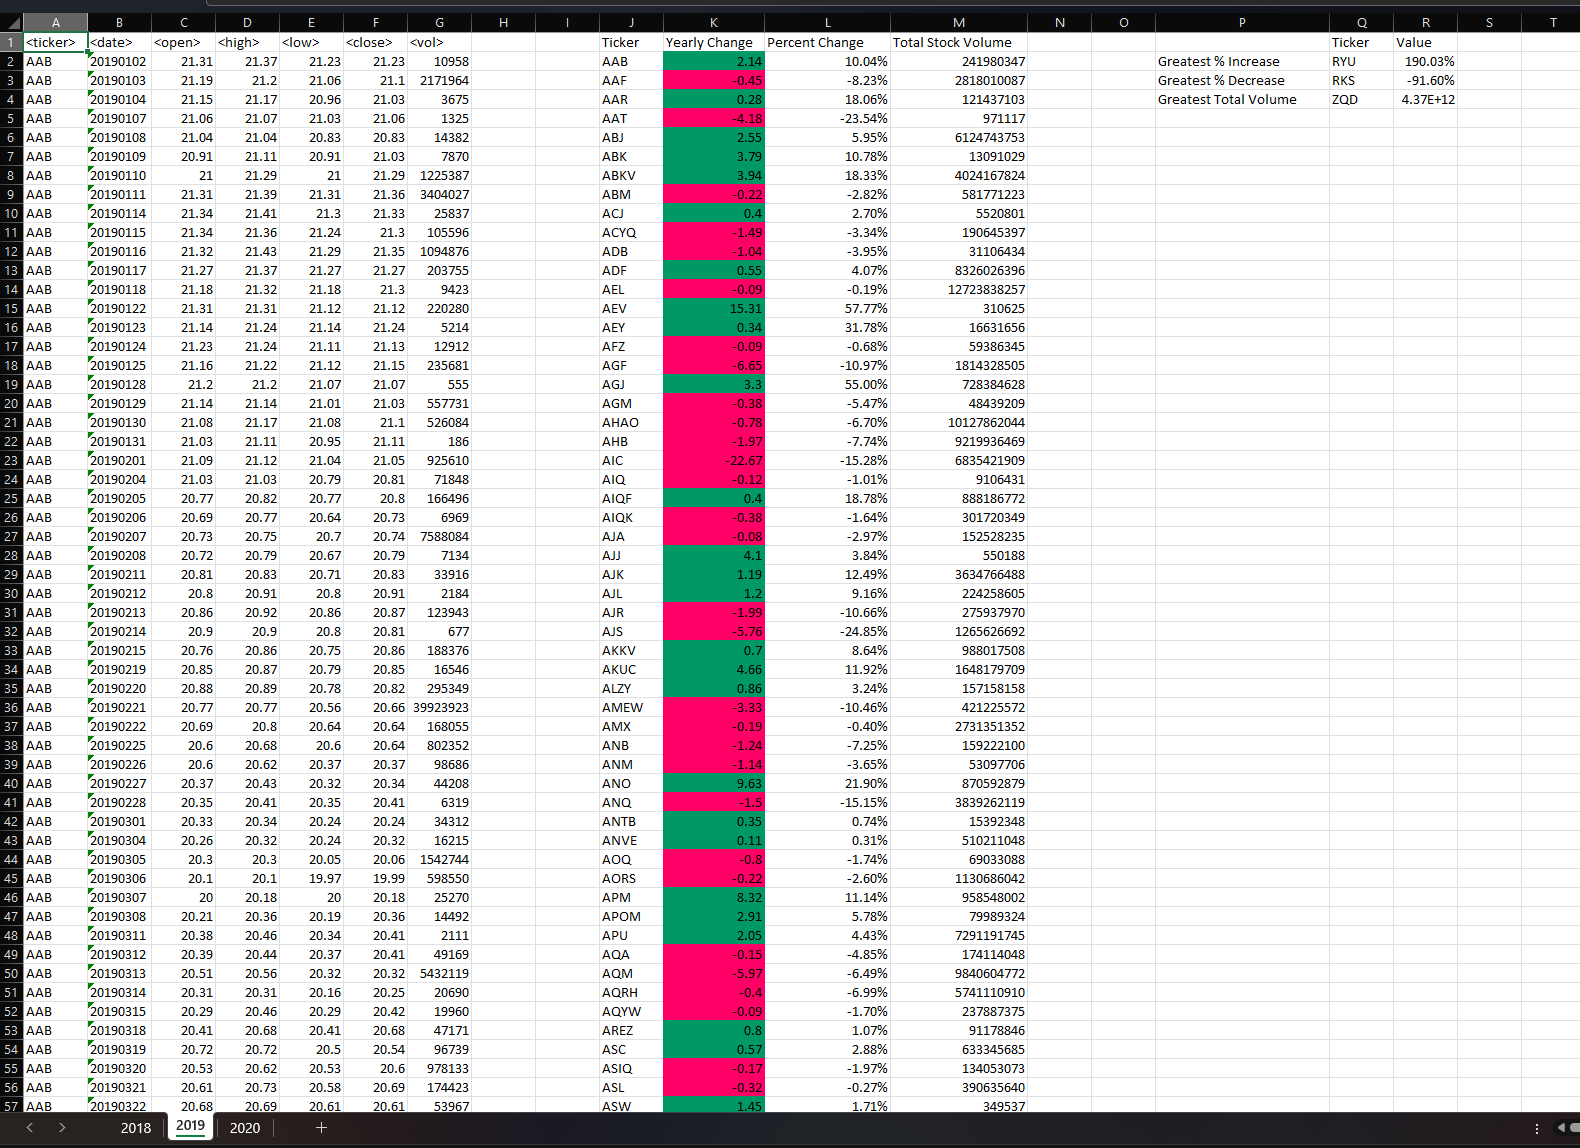 A B C D E F G H I J K L M N O P Q R S T
1 <ticker> <date> <open> <high> <low> <close> <vol> Ticker Yearly Change Percent Change Total Stock Volume Ticker Value
2 AAB 20190102 21.31 21.37 21.23 21.23 10958 AAB 2.14 10.04% 241980347 Greatest % Increase RYU 190.03%
3 AAB 20190103 21.19 21.2 21.06 21.1 2171964 AAF -0.45 -8.23% 2818010087 Greatest % Decrease RKS -91.60%
4 AAB 20190104 21.15 21.17 20.96 21.03 3675 AAR 0.28 18.06% 121437103 Greatest Total Volume ZQD 4.37E+12
5 AAB 20190107 21.06 21.07 21.03 21.06 1325 AAT -4.18 -23.54% 971117
6 AAB 20190108 21.04 21.04 20.83 20.83 14382 ABJ 2.55 5.95% 6124743753
7 AAB 20190109 20.91 21.11 20.91 21.03 7870 ABK 3.79 10.78% 13091029
8 AAB 20190110 21 21.29 21 21.29 1225387 ABKV 3.94 18.33% 4024167824
9 AAB 20190111 21.31 21.39 21.31 21.36 3404027 ABM -0.22 -2.82% 581771223
10 AAB 20190114 21.34 21.41 21.3 21.33 25837 ACJ 0.4 2.70% 5520801
11 AAB 20190115 21.34 21.36 21.24 21.3 105596 ACYQ -1.49 -3.34% 190645397
12 AAB 20190116 21.32 21.43 21.29 21.35 1094876 ADB -1.04 -3.95% 31106434
13 AAB 20190117 21.27 21.37 21.27 21.27 203755 ADF 0.55 4.07% 8326026396
14 AAB 20190118 21.18 21.32 21.18 21.3 9423 AEL -0.09 -0.19% 12723838257
15 AAB 20190122 21.31 21.31 21.12 21.12 220280 AEV 15.31 57.77% 310625
16 AAB 20190123 21.14 21.24 21.14 21.24 5214 AEY 0.34 31.78% 16631656
17 AAB 20190124 21.23 21.24 21.11 21.13 12912 AFZ -0.09 -0.68% 59386345
18 AAB 20190125 21.16 21.22 21.12 21.15 235681 AGF -6.65 -10.97% 1814328505
19 AAB 20190128 21.2 21.2 21.07 21.07 555 AGJ 3.3 55.00% 728384628
20 AAB 20190129 21.14 21.14 21.01 21.03 557731 AGM -0.38 -5.47% 48439209
21 AAB 20190130 21.08 21.17 21.08 21.1 526084 AHAO -0.78 -6.70% 10127862044
22 AAB 20190131 21.03 21.11 20.95 21.11 186 AHB -1.97 -7.74% 9219936469
23 AAB 20190201 21.09 21.12 21.04 21.05 925610 AIC -22.67 -15.28% 6835421909
24 AAB 20190204 21.03 21.03 20.79 20.81 71848 AIQ -0.12 -1.01% 9106431
25 AAB 20190205 20.77 20.82 20.77 20.8 166496 AIQF 0.4 18.78% 888186772
26 AAB 20190206 20.69 20.77 20.64 20.73 6969 AIQK -0.38 -1.64% 301720349
27 AAB 20190207 20.73 20.75 20.7 20.74 7588084 AJA -0.08 -2.97% 152528235
28 AAB 20190208 20.72 20.79 20.67 20.79 7134 AJJ 4.1 3.84% 550188
29 AAB 20190211 20.81 20.83 20.71 20.83 33916 AJK 1.19 12.49% 3634766488
30 AAB 20190212 20.8 20.91 20.8 20.91 2184 AJL 1.2 9.16% 224258605
31 AAB 20190213 20.86 20.92 20.86 20.87 123943 AJR -1.99 -10.66% 275937970
32 AAB 20190214 20.9 20.9 20.8 20.81 677 AJS -5.76 -24.85% 1265626692
33 AAB 20190215 20.76 20.86 20.75 20.86 188376 AKKV 0.7 8.64% 988017508
34 AAB 20190219 20.85 20.87 20.79 20.85 16546 AKUC 4.66 11.92% 1648179709
35 AAB 20190220 20.88 20.89 20.78 20.82 295349 ALZY 0.86 3.24% 157158158
36 AAB 20190221 20.77 20.77 20.56 20.66 39923923 AMEW -3.33 -10.46% 421225572
37 AAB 20190222 20.69 20.8 20.64 20.64 168055 AMX -0.19 -0.40% 2731351352
38 AAB 20190225 20.6 20.68 20.6 20.64 802352 ANB -1.24 -7.25% 159222100
39 AAB 20190226 20.6 20.62 20.37 20.37 98686 ANM -1.14 -3.65% 53097706
40 AAB 20190227 20.37 20.43 20.32 20.34 44208 ANO 9.63 21.90% 870592879
41 AAB 20190228 20.35 20.41 20.35 20.41 6319 ANQ -1.5 -15.15% 3839262119
42 AAB 20190301 20.33 20.34 20.24 20.24 34312 ANTB 0.35 0.74% 15392348
43 AAB 20190304 20.26 20.32 20.24 20.32 16215 ANVE 0.11 0.31% 510211048
44 AAB 20190305 20.3 20.3 20.05 20.06 1542744 AOQ -0.8 -1.74% 69033088
45 AAB 20190306 20.1 20.1 19.97 19.99 598550 AORS -0.22 -2.60% 1130686042
46 AAB 20190307 20 20.18 20 20.18 25270 APM 8.32 11.14% 958548002
47 AAB 20190308 20.21 20.36 20.19 20.36 14492 APOM 2.91 5.78% 79989324
48 AAB 20190311 20.38 20.46 20.34 20.41 2111 APU 2.05 4.43% 7291191745
49 AAB 20190312 20.39 20.44 20.37 20.41 49169 AQA -0.15 -4.85% 174114048
50 AAB 20190313 20.51 20.56 20.32 20.32 5432119 AQM -5.97 -6.49% 9840604772
51 AAB 20190314 20.31 20.31 20.16 20.25 20690 AQRH -0.4 -6.99% 5741110910
52 AAB 20190315 20.29 20.46 20.29 20.42 19960 AQYW -0.09 -1.70% 237887375
53 AAB 20190318 20.41 20.68 20.41 20.68 47171 AREZ 0.8 1.07% 91178846
54 AAB 20190319 20.72 20.72 20.5 20.54 96739 ASC 0.57 2.88% 633345685
55 AAB 20190320 20.53 20.62 20.53 20.6 978133 ASIQ -0.17 -1.97% 134053073
56 AAB 20190321 20.61 20.73 20.58 20.69 174423 ASL -0.32 -0.27% 390635640
57 AAB 20190322 20.68 20.69 20.61 20.61 53967 ASW 1.45 1.71% 349537
2018 2019 2020